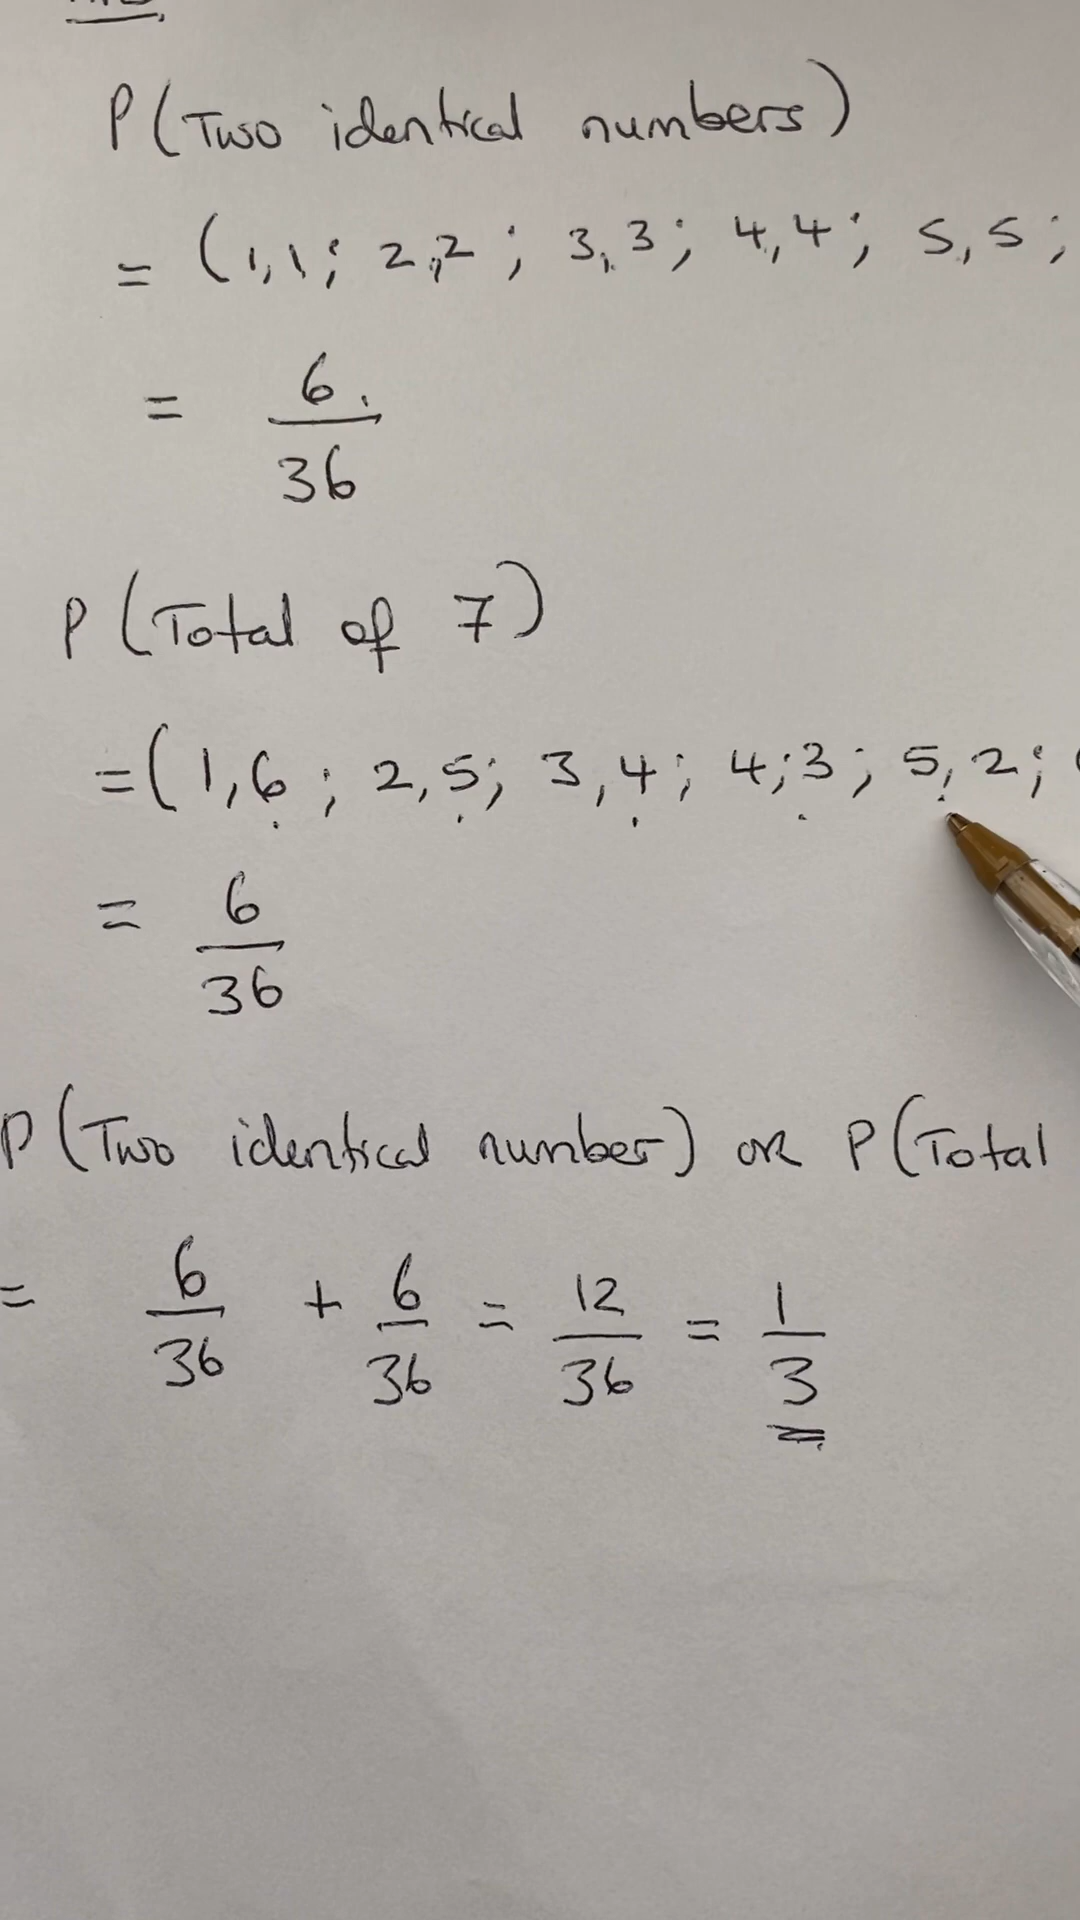 P(Two identical numbers)
= (1,1; 2,2; 3,3; 4,4; 5,5;
= 6/36
P(Total of 7)
=(1,6; 2,5; 3,4; 4;3; 5,2;
= 6/36
P(Two identical number) or P(Total
= 6/36 + 6/36 = 12/36 = 1/3